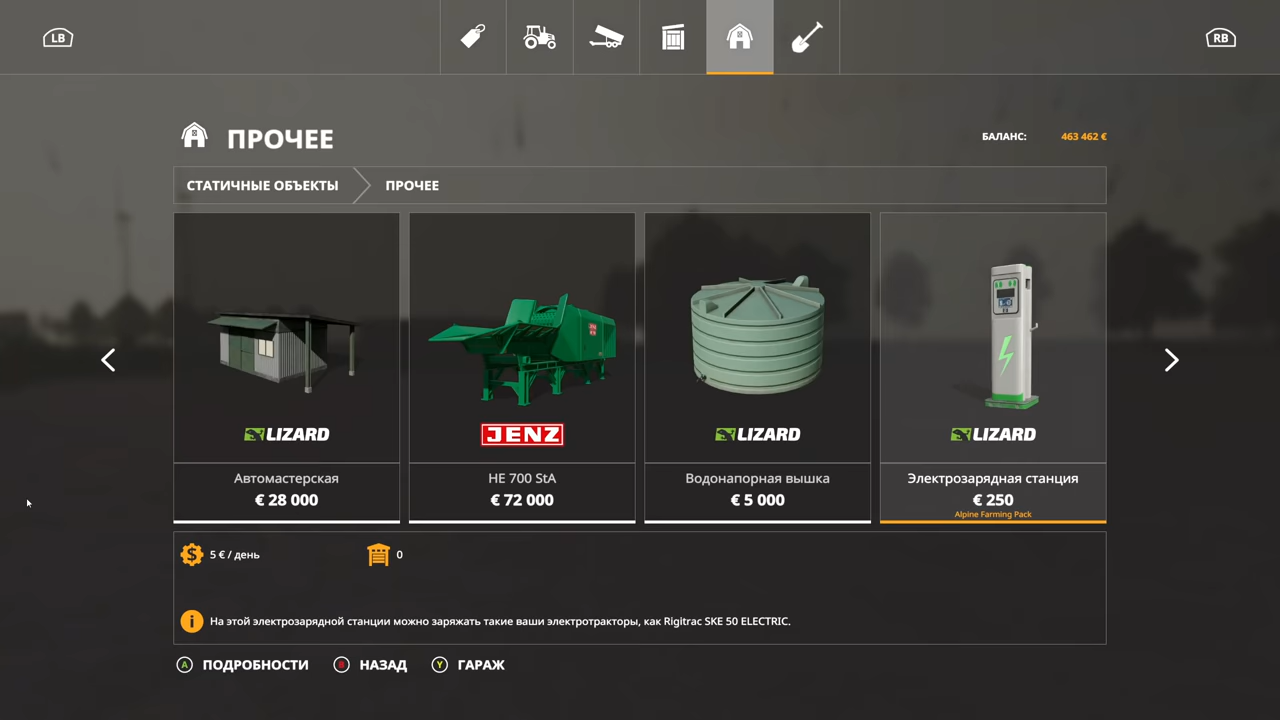 LB
RB
ПРОЧЕЕ
БАЛАНС: 463 462 €
СТАТИЧНЫЕ ОБЪЕКТЫ ПРОЧЕЕ
LIZARD JENZ LIZARD LIZARD
Автомастерская HE 700 StA Водонапорная вышка Электрозарядная станция
€ 28 000 € 72 000 € 5 000 € 250
Alpine Farming Pack
5 € / день 0
На этой электрозарядной станции можно заряжать такие ваши электротракторы, как Rigitrac SKE 50 ELECTRIC.
A ПОДРОБНОСТИ B НАЗАД Y ГАРАЖ